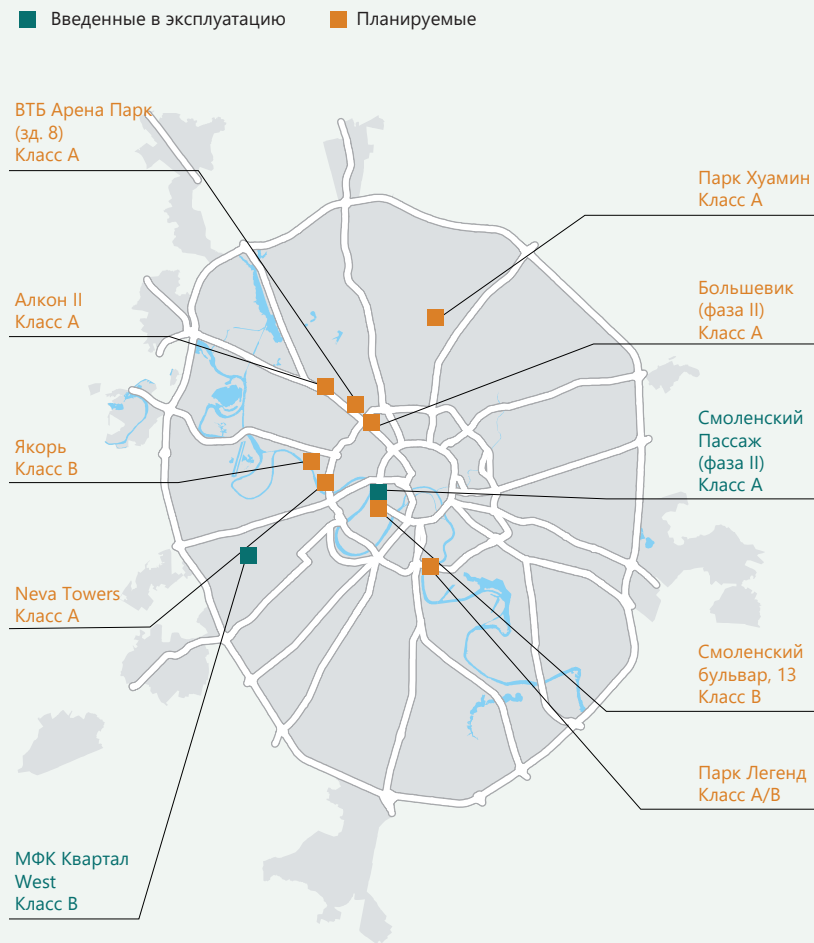 Введенные в эксплуатацию
Планируемые
ВТБ Арена Парк
(зд. 8)
Класс А
Парк Хуамин
Класс А
Алкон II
Класс А
Большевик
(фаза II)
Класс А
Смоленский
Пассаж
(фаза II)
Класс А
Якорь
Класс В
Neva Towers
Класс А
Смоленский
бульвар, 13
Класс В
Парк Легенд
Класс А/В
МФК Квартал
West
Класс В